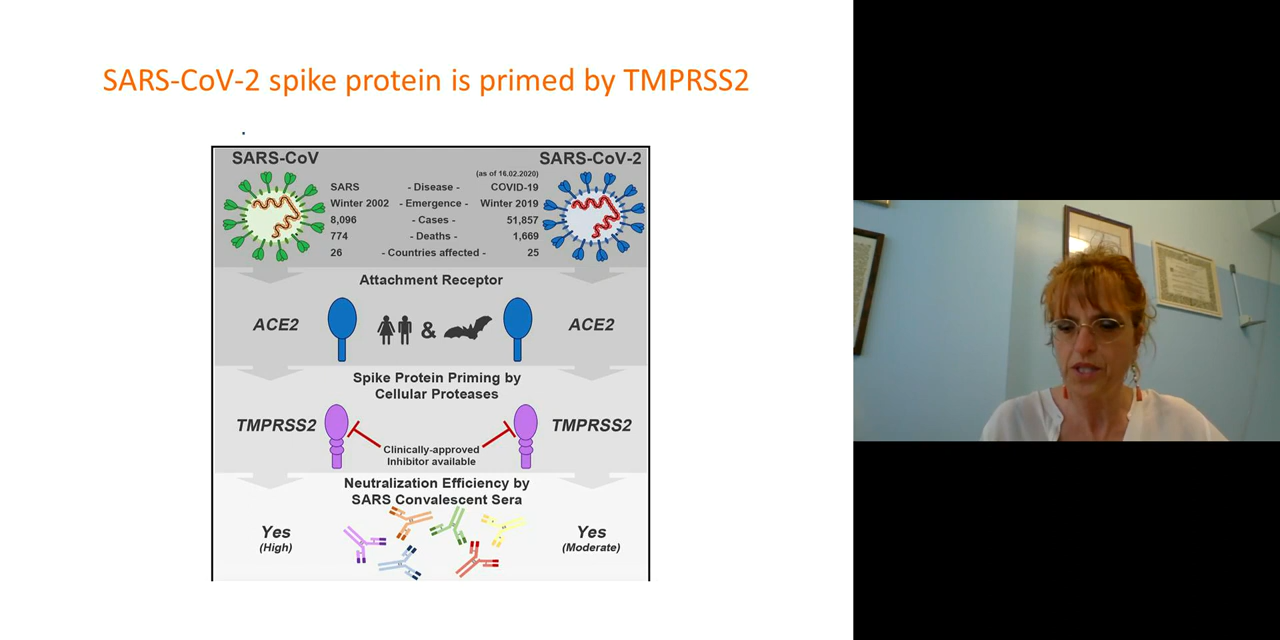 SARS-CoV-2 spike protein is primed by TMPRSS2
.
SARS-CoV
SARS-CoV-2
(as of 16.02.2020)
SARS - Disease - COVID-19
Winter 2002 - Emergence - Winter 2019
8,096 - Cases - 51,857
774 - Deaths - 1,669
26 - Countries affected - 25
Attachment Receptor
ACE2 & ACE2
Spike Protein Priming by
Cellular Proteases
TMPRSS2 TMPRSS2
Clinically-approved
Inhibitor available
Neutralization Efficiency by
SARS Convalescent Sera
Yes
(High)
Yes
(Moderate)